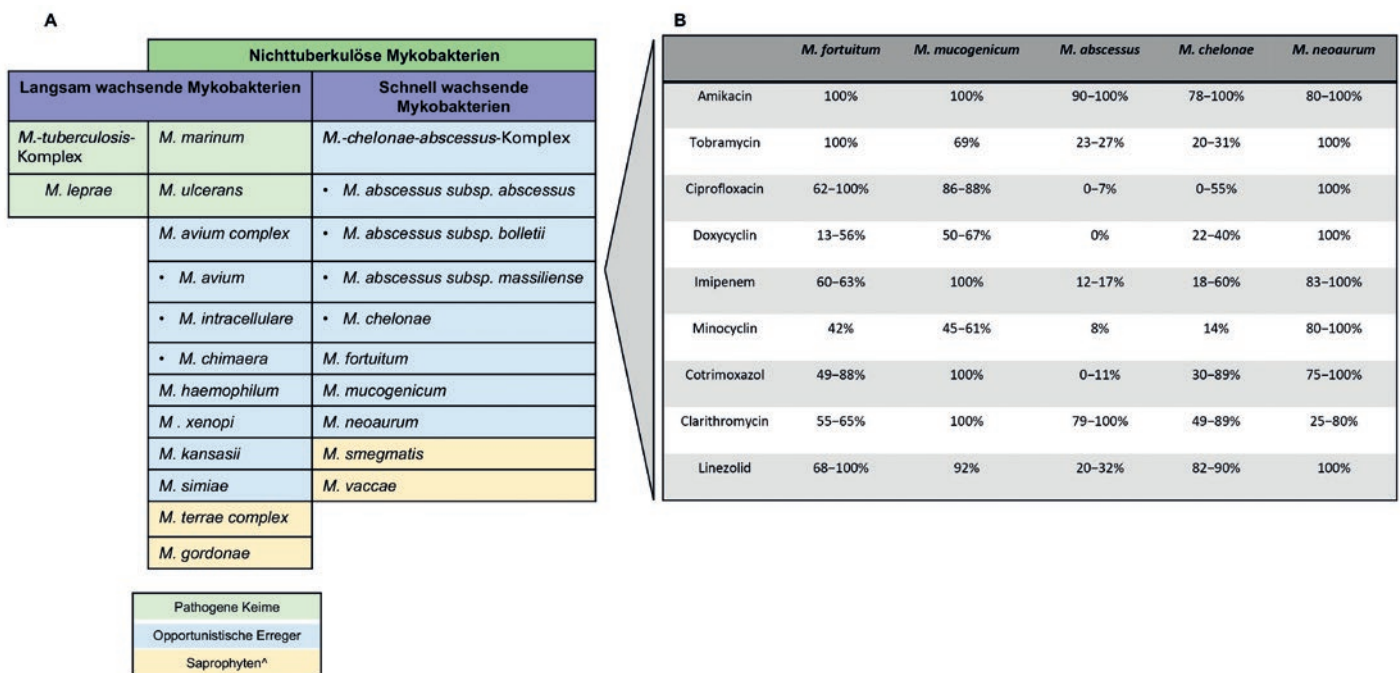 A
Nichttuberkulöse Mykobakterien
Langsam wachsende Mykobakterien
Schnell wachsende
Mykobakterien
M.-tuberculosis-
Komplex
M. marinum
M.-chelonae-abscessus-Komplex
M. leprae
M. ulcerans
• M. abscessus subsp. abscessus
M. avium complex
• M. abscessus subsp. bolletii
• M. avium
• M. abscessus subsp. massiliense
• M. intracellulare
• M. chelonae
• M. chimaera
M. fortuitum
M. haemophilum
M. mucogenicum
M . xenopi
M. neoaurum
M. kansasii
M. smegmatis
M. simiae
M. vaccae
M. terrae complex
M. gordonae
Pathogene Keime
Opportunistische Erreger
Saprophyten^
B
M. fortuitum M. mucogenicum M. abscessus M. chelonae M. neoaurum
Amikacin 100% 100% 90–100% 78–100% 80–100%
Tobramycin 100% 69% 23–27% 20–31% 100%
Ciprofloxacin 62–100% 86–88% 0–7% 0–55% 100%
Doxycyclin 13–56% 50–67% 0% 22–40% 100%
Imipenem 60–63% 100% 12–17% 18–60% 83–100%
Minocyclin 42% 45–61% 8% 14% 80–100%
Cotrimoxazol 49–88% 100% 0–11% 30–89% 75–100%
Clarithromycin 55–65% 100% 79–100% 49–89% 25–80%
Linezolid 68–100% 92% 20–32% 82–90% 100%